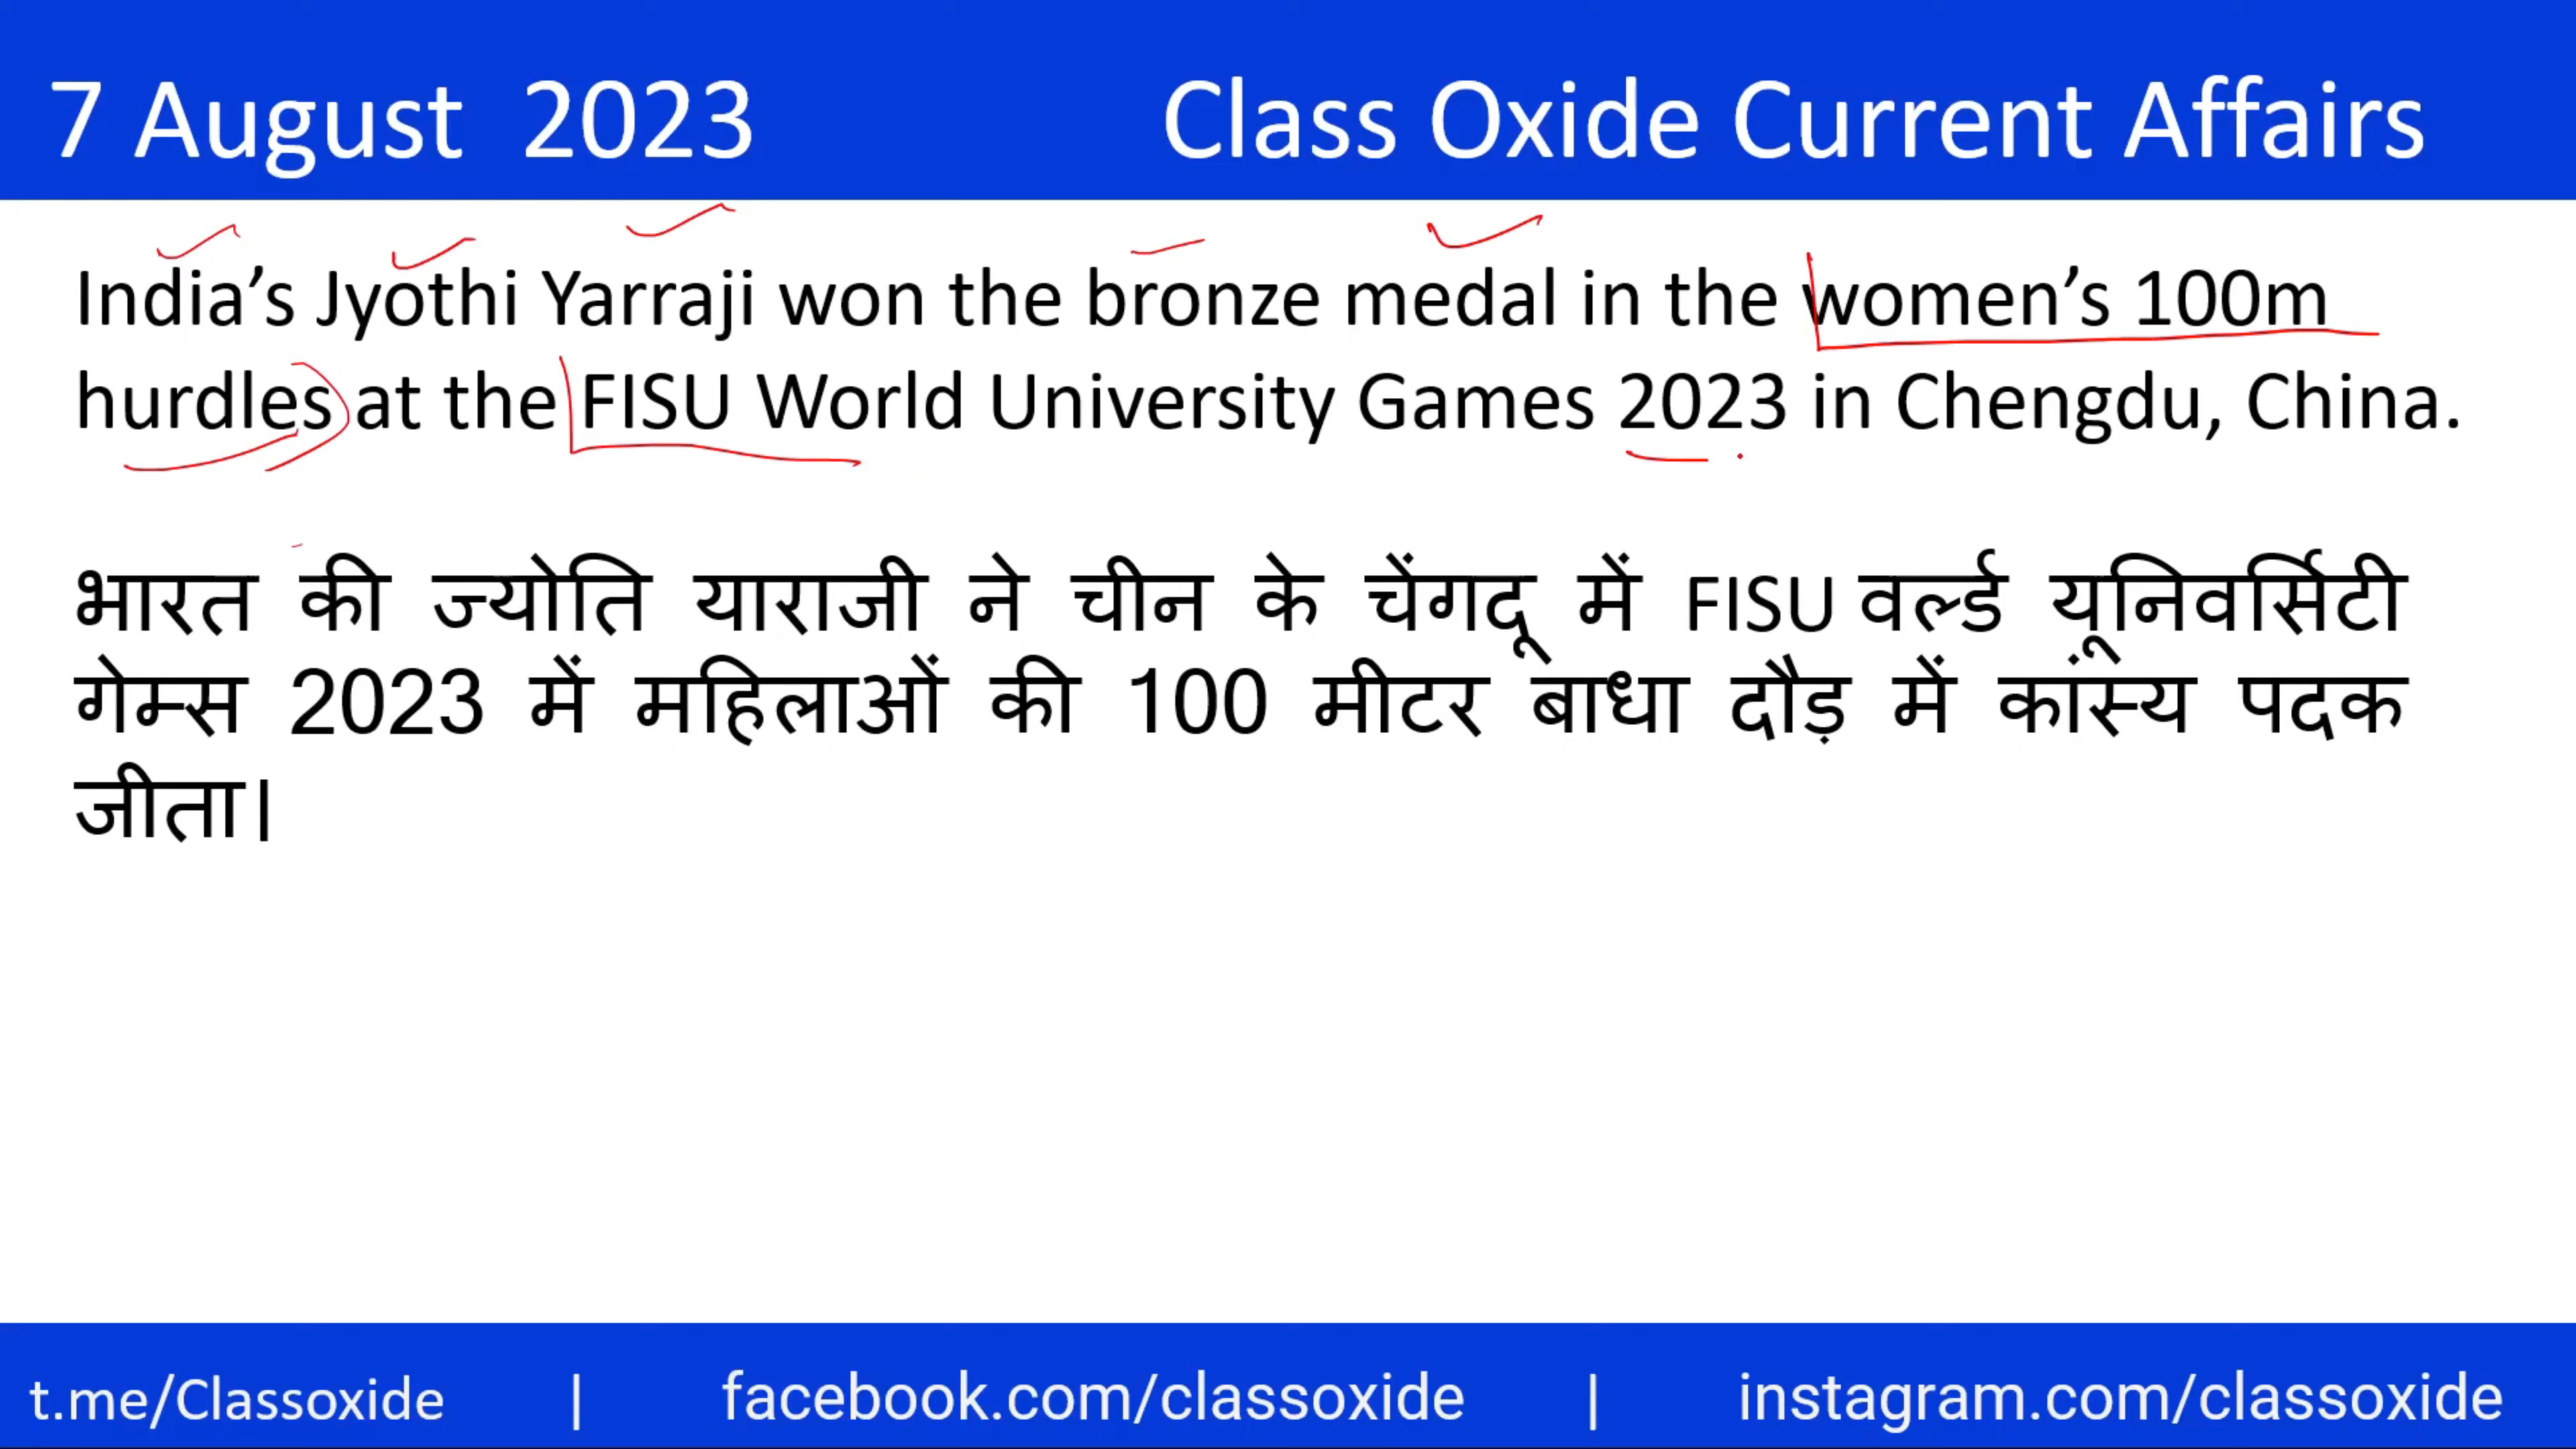 7 August 2023 Class Oxide Current Affairs
India’s Jyothi Yarraji won the bronze medal in the women’s 100m
hurdles at the FISU World University Games 2023 in Chengdu, China.
भारत की ज्योति याराजी ने चीन के चेंगदू में FISU वर्ल्ड यूनिवर्सिटी
गेम्स 2023 में महिलाओं की 100 मीटर बाधा दौड़ में कांस्य पदक
जीता।
t.me/Classoxide | facebook.com/classoxide | instagram.com/classoxide